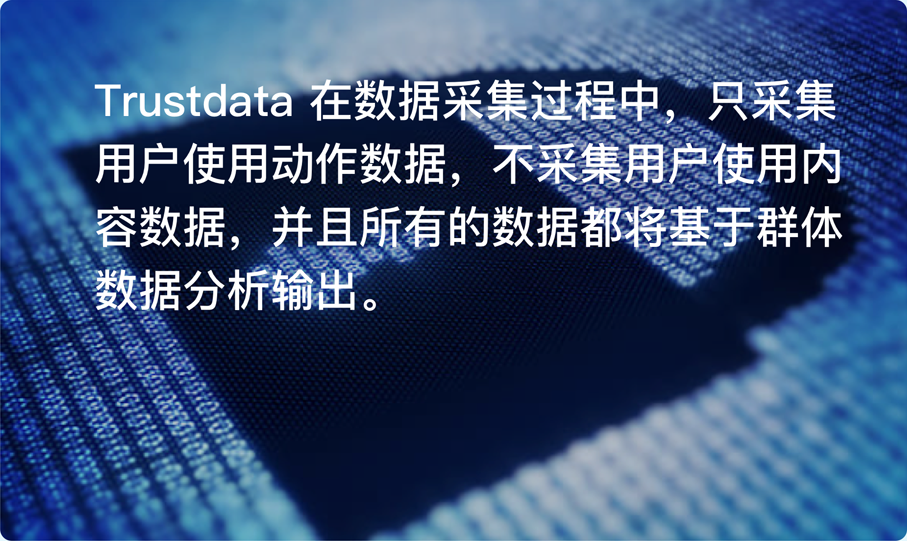 Trustdata 在数据采集过程中，只采集
用户使用动作数据，不采集用户使用内
容数据，并且所有的数据都将基于群体
数据分析输出。